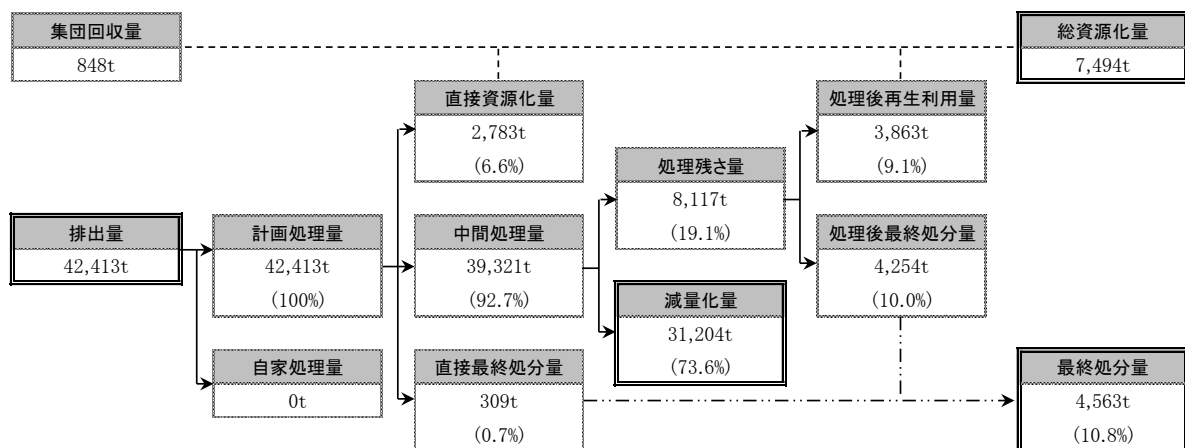 集団回収量
848t
総資源化量
7,494t
直接資源化量
2,783t
(6.6%)
処理後再生利用量
3,863t
(9.1%)
処理残さ量
8,117t
(19.1%)
排出量
42,413t
計画処理量
42,413t
(100%)
中間処理量
39,321t
(92.7%)
処理後最終処分量
4,254t
(10.0%)
減量化量
31,204t
(73.6%)
自家処理量
0t
直接最終処分量
309t
(0.7%)
最終処分量
4,563t
(10.8%)